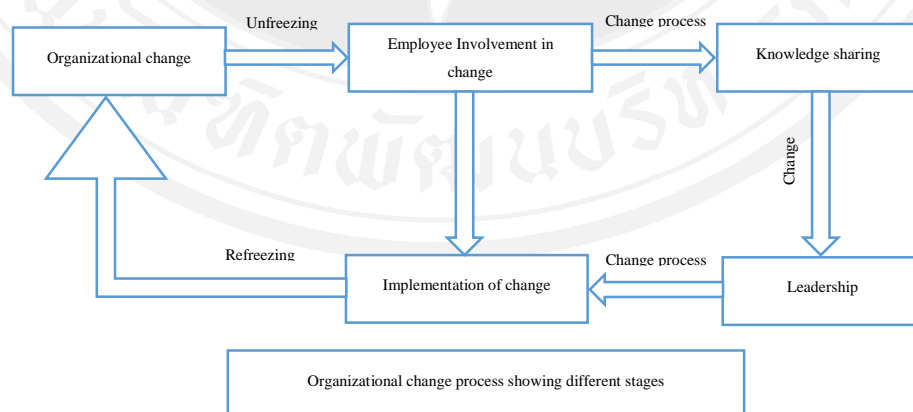 Unfreezing
Change process
Organizational change
Employee Involvement in
change
Knowledge sharing
Change
Refreezing
Change process
Implementation of change
Leadership
Organizational change process showing different stages